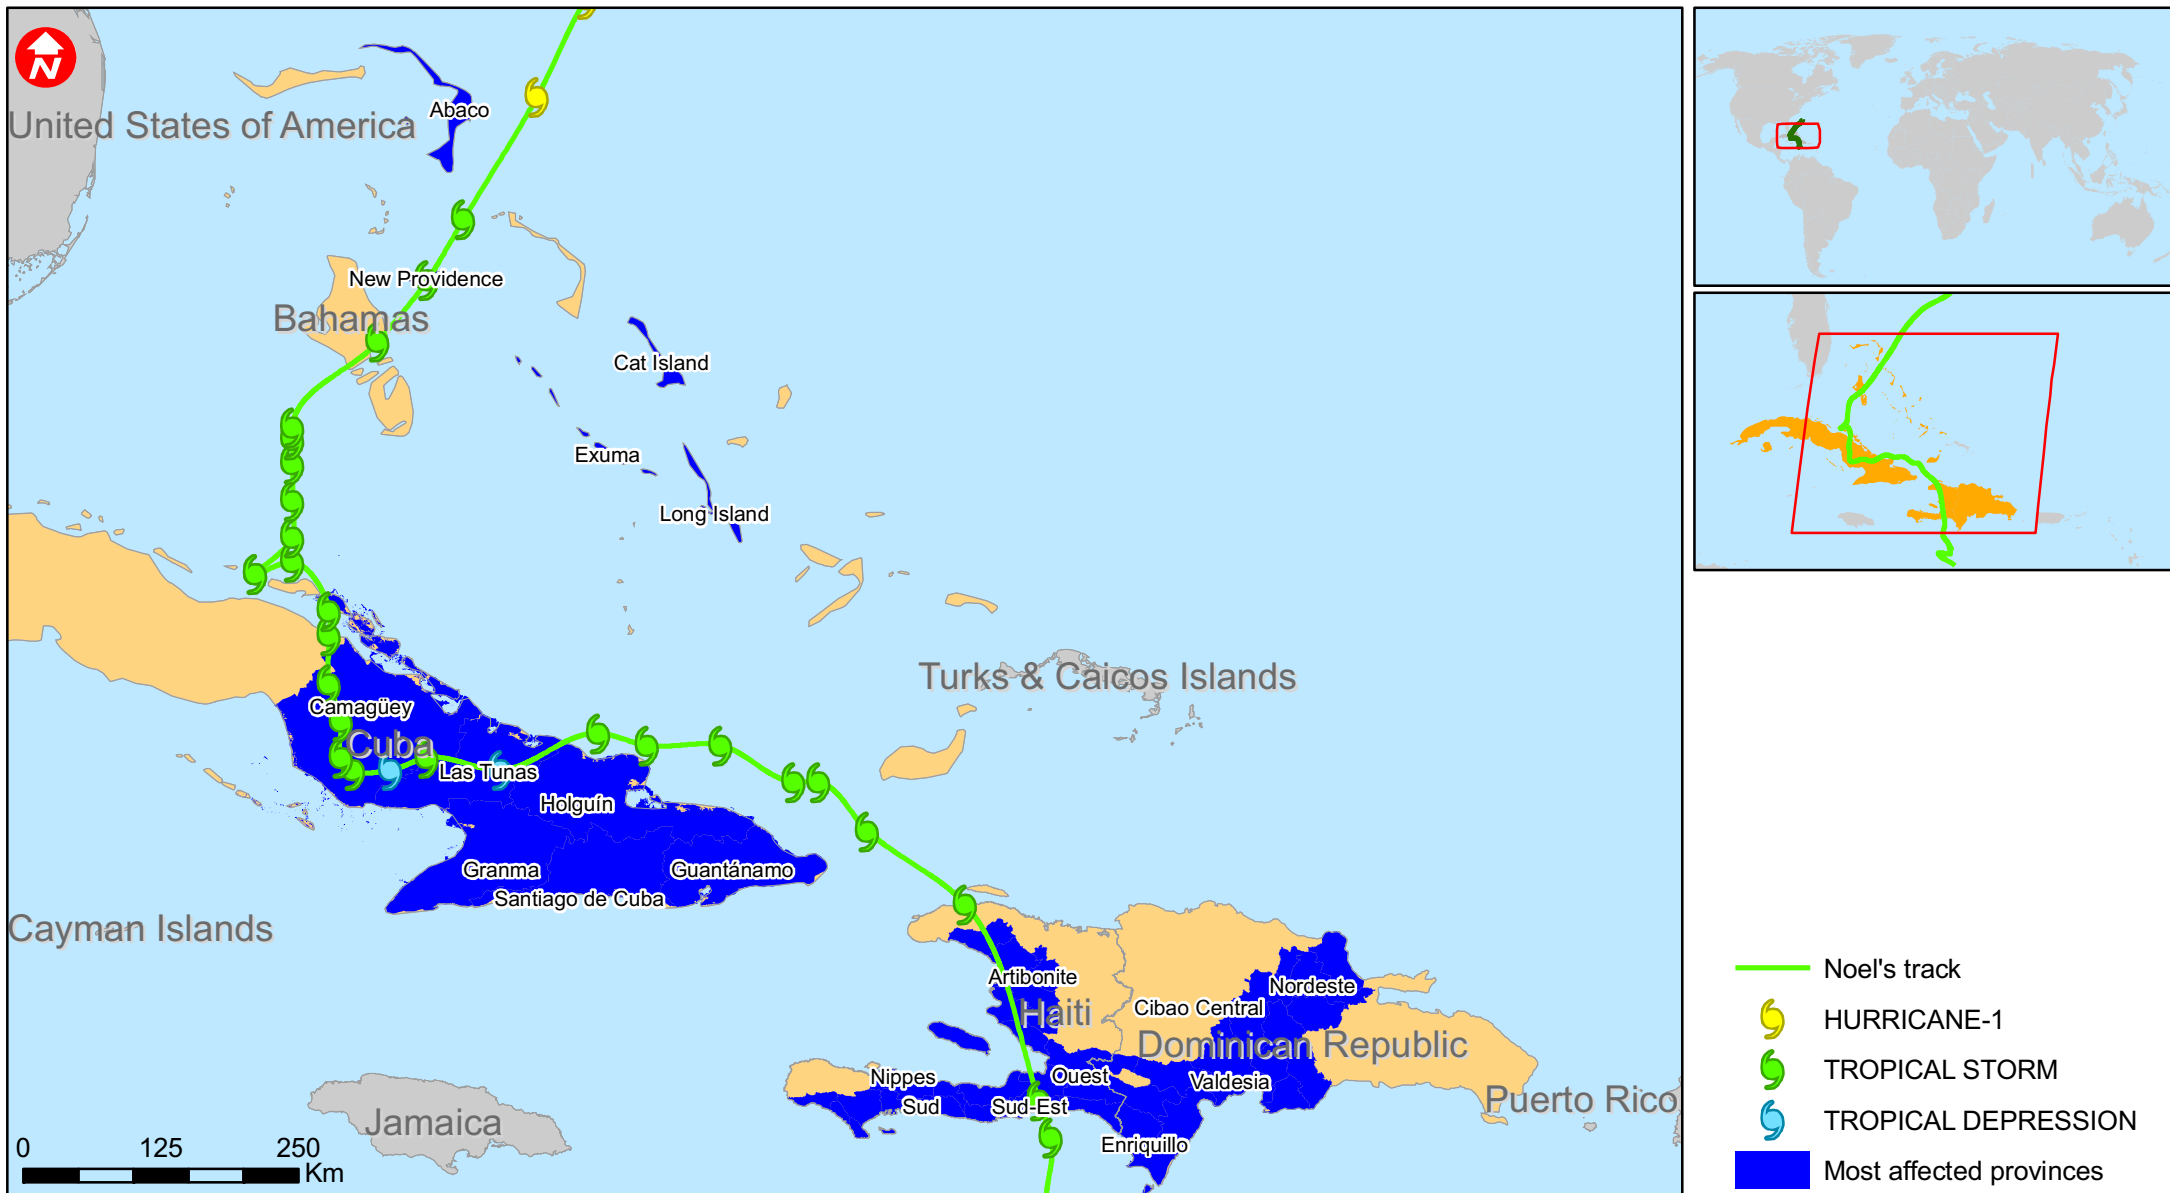 N
United States of America
Abaco
New Providence
Bahamas
Cat Island
Exuma
Long Island
Turks & Caicos Islands
Camagüey
Cuba
Las Tunas
Holguín
Granma
Guantánamo
Santiago de Cuba
Cayman Islands
Artibonite
Haiti
Nordeste
Cibao Central
Dominican Republic
Nippes
Ouest
Valdesia
Sud
Sud-Est
Puerto Rico
Jamaica
Enriquillo
0 125 250
Km
Noel's track
HURRICANE-1
TROPICAL STORM
TROPICAL DEPRESSION
Most affected provinces